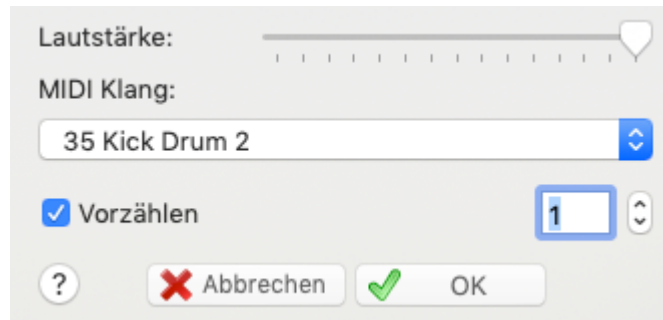 Lautstärke:
MIDI Klang:
35 Kick Drum 2
Vorzählen 1
? Abbrechen OK